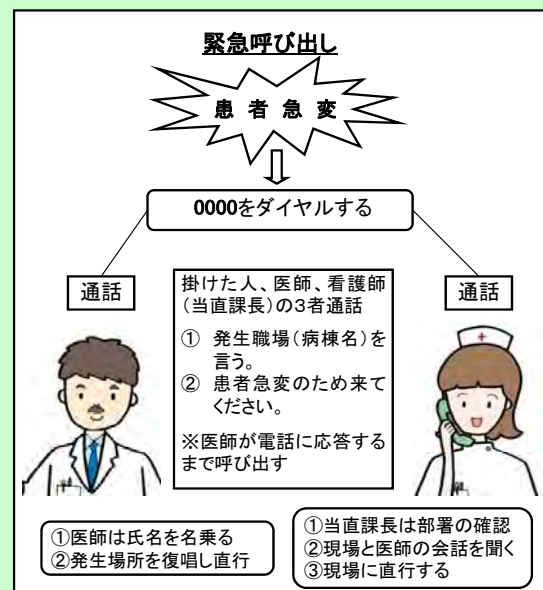 緊急呼び出し
患者急変
0000をダイヤルする
通話
掛けた人、医師、看護師
(当直課長)の3者通話
① 発生職場(病棟名)を
言う。
② 患者急変のため来て
ください。
※医師が電話に応答する
まで呼び出す
通話
①医師は氏名を名乗る
②発生場所を復唱し直行
①当直課長は部署の確認
②現場と医師の会話を聞く
③現場に直行する